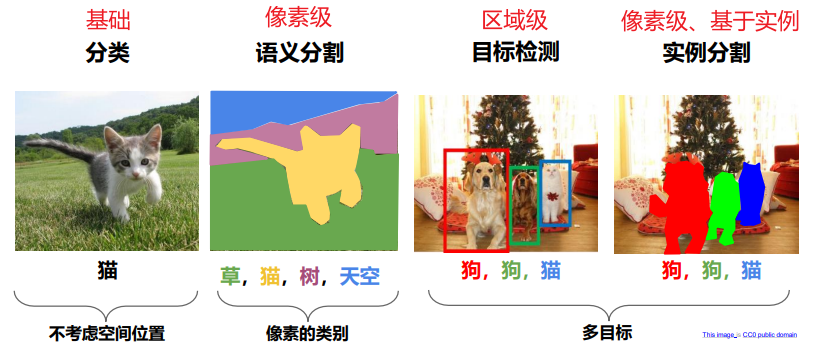 基础
像素级
区域级
像素级、基于实例
分类
语义分割
目标检测
实例分割
猫
草，猫，树，天空
狗，狗，猫
狗，狗，猫
不考虑空间位置
像素的类别
多目标
This image is CC0 public domain